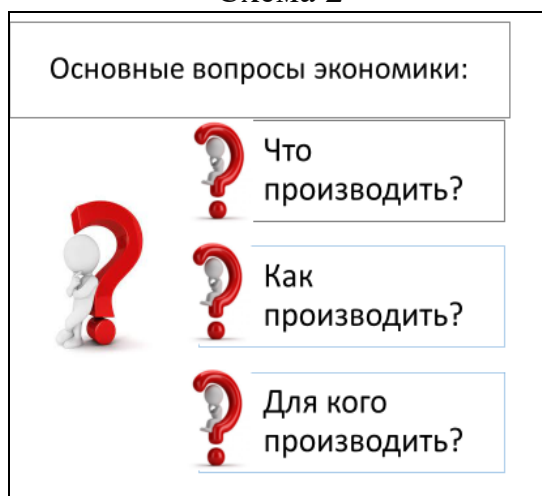 Основные вопросы экономики:
Что
производить?
Как
производить?
Для кого
производить?